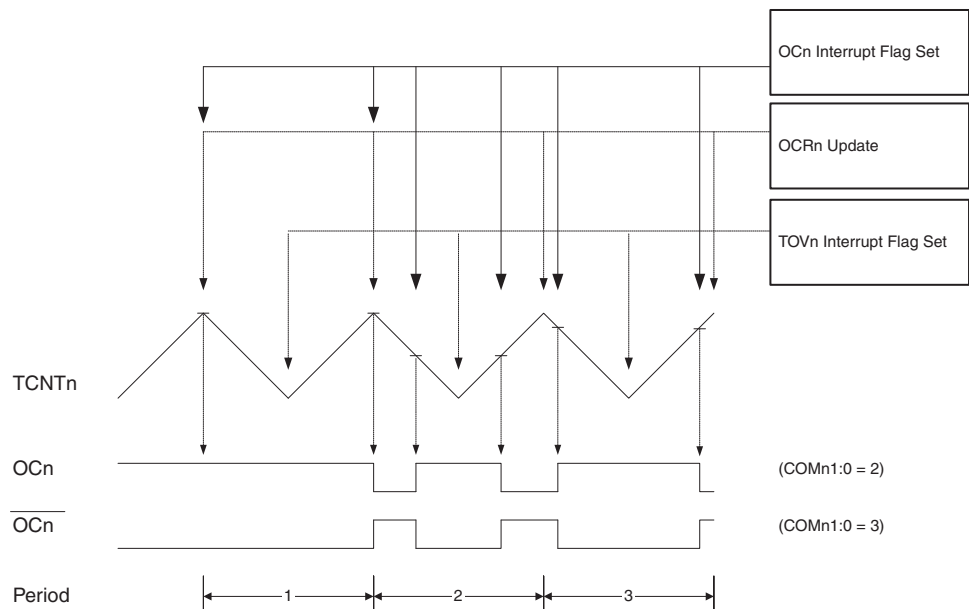 OCn Interrupt Flag Set
OCRn Update
TOVn Interrupt Flag Set
TCNTn
OCn
(COMn1:0 = 2)
OCn
(COMn1:0 = 3)
Period
1
2
3